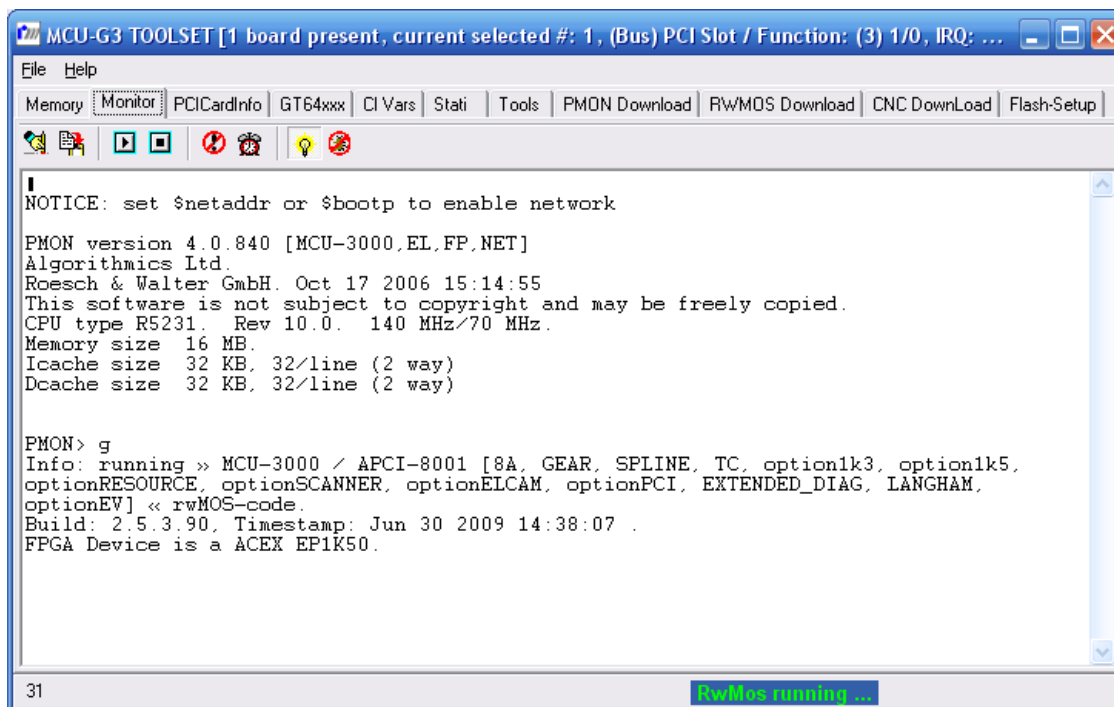 MCU-G3 TOOLSET [1 board present, current selected #: 1, (Bus) PCI Slot / Function: (3) 1/0, IRQ: ...
File Help
Memory Monitor PCICardInfo GT64xxx CI Vars Stati Tools PMON Download RWMOS Download CNC DownLoad Flash-Setup
NOTICE: set $netaddr or $bootp to enable network
PMON version 4.0.840 [MCU-3000,EL,FP,NET]
Algorithmics Ltd.
Roesch & Walter GmbH. Oct 17 2006 15:14:55
This software is not subject to copyright and may be freely copied.
CPU type R5231. Rev 10.0. 140 MHz/70 MHz.
Memory size 16 MB.
Icache size 32 KB, 32/line (2 way)
Dcache size 32 KB, 32/line (2 way)
PMON> g
Info: running » MCU-3000 / APCI-8001 [8A, GEAR, SPLINE, TC, option1k3, option1k5,
optionRESOURCE, optionSCANNER, optionELCAM, optionPCI, EXTENDED_DIAG, LANGHAM,
optionEV] « rwMOS-code.
Build: 2.5.3.90, Timestamp: Jun 30 2009 14:38:07 .
FPGA Device is a ACEX EP1K50.
31
RwMos running ...